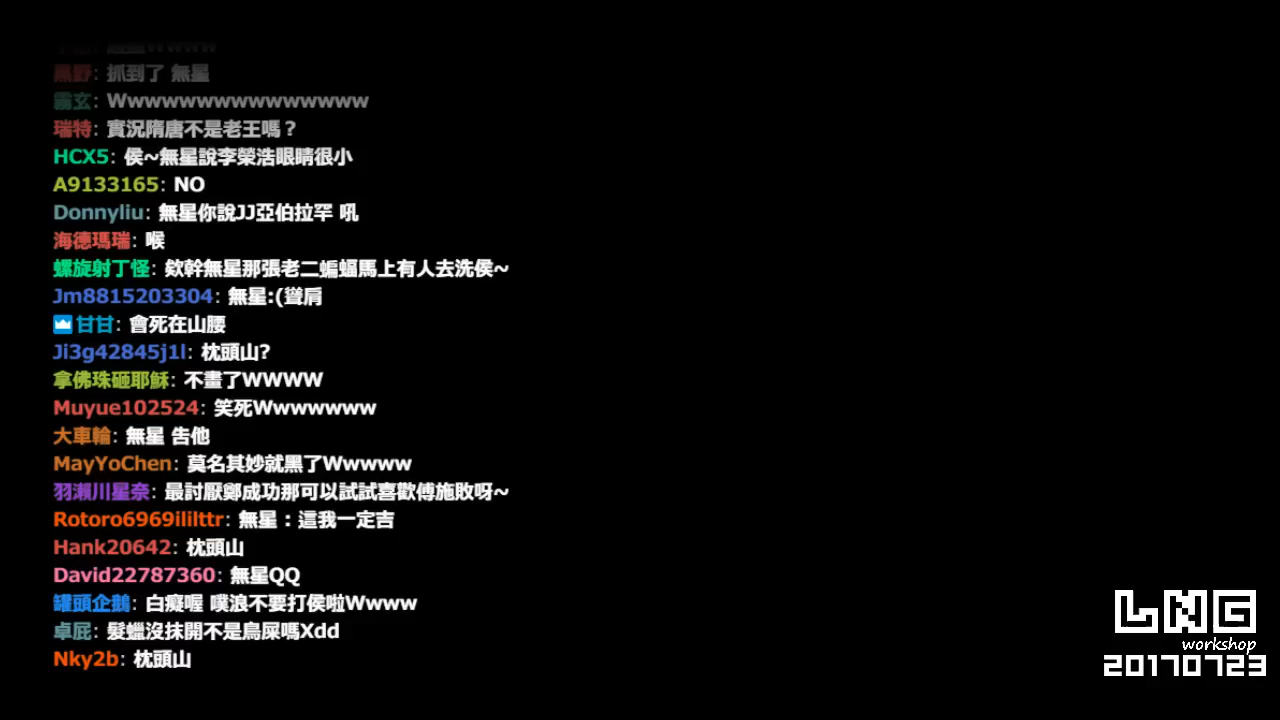 黑野: 抓到了 無星
霧玄: Wwwwwwwwwwwwwwww
瑞特: 實況隋唐不是老王嗎？
HCX5: 侯~無星說李榮浩眼睛很小
A9133165: NO
Donnyliu: 無星你說JJ亞伯拉罕 吼
海德瑪瑞: 喉
螺旋射丁怪: 欸幹無星那張老二蝙蝠馬上有人去洗侯~
Jm8815203304: 無星:(聳肩
甘甘: 會死在山腰
Ji3g42845j1l: 枕頭山?
拿佛珠砸耶穌: 不畫了WWWW
Muyue102524: 笑死Wwwwwww
大車輪: 無星 告他
MayYoChen: 莫名其妙就黑了Wwwww
羽瀨川星奈: 最討厭鄭成功那可以試試喜歡傅施敗呀~
Rotoro6969ililttr: 無星：這我一定吉
Hank20642: 枕頭山
David22787360: 無星QQ
罐頭企鵝: 白癡喔 噗浪不要打侯啦Wwww
卓屁: 髮蠟沒抹開不是鳥屎嗎Xdd
Nky2b: 枕頭山
LNG
workshop
20170723